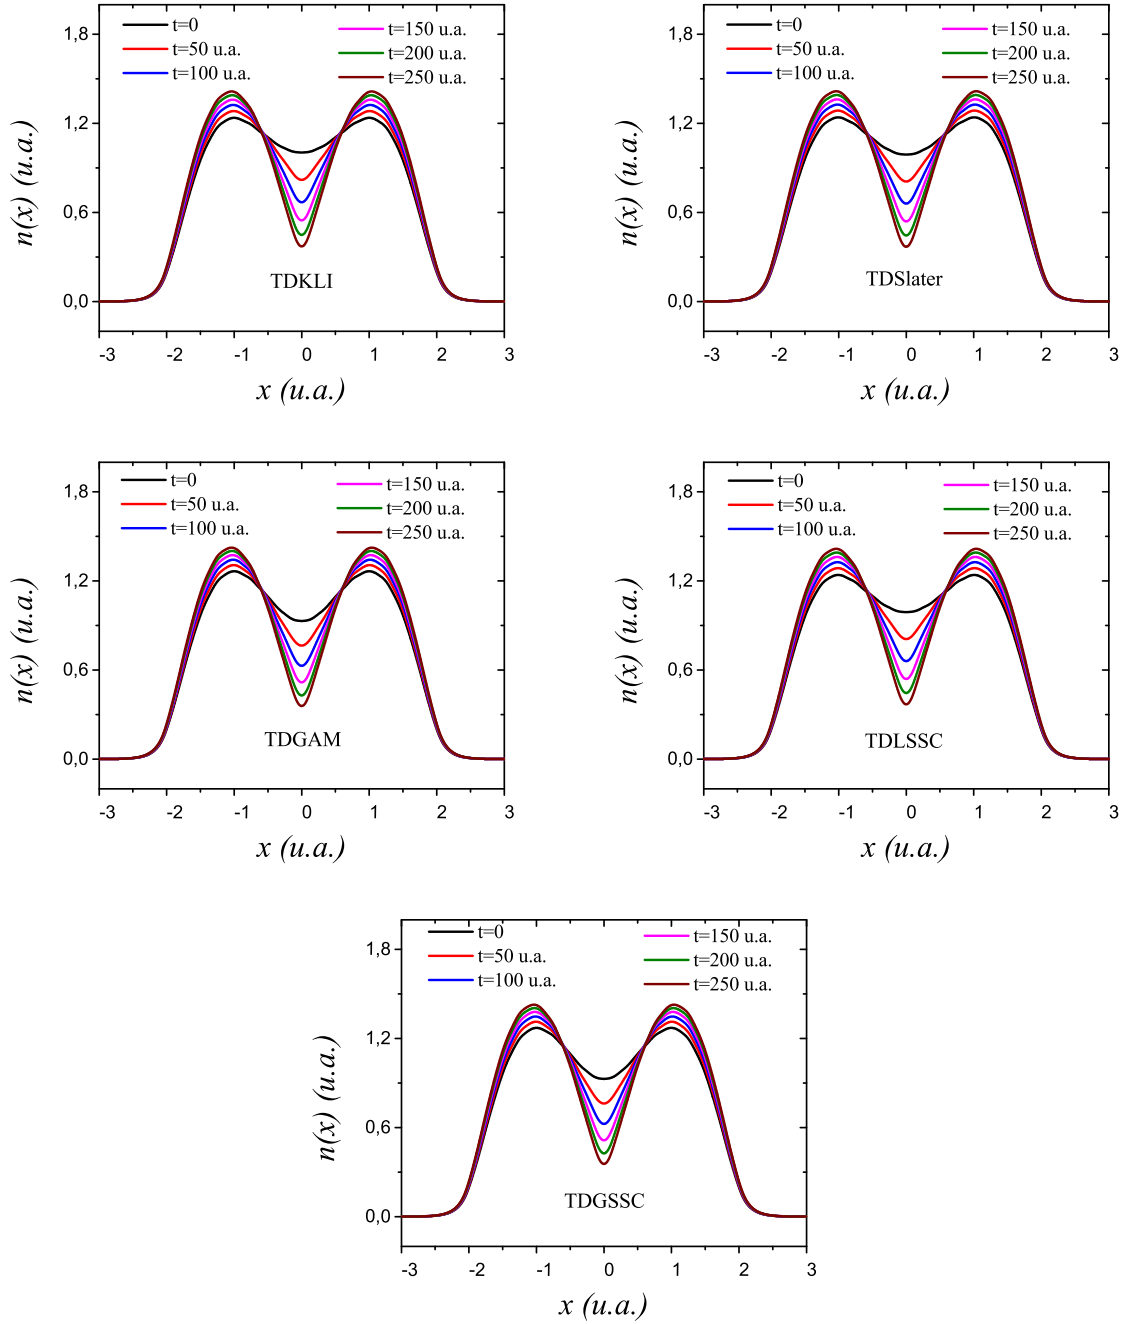 t=0
t=50 u.a.
t=100 u.a.
t=150 u.a.
t=200 u.a.
t=250 u.a.
1,8
1,2
0,6
0,0
n(x) (u.a.)
TDKLI
-3 -2 -1 0 1 2 3
x (u.a.)
t=0
t=50 u.a.
t=100 u.a.
t=150 u.a.
t=200 u.a.
t=250 u.a.
1,8
1,2
0,6
0,0
n(x) (u.a.)
TDSlater
-3 -2 -1 0 1 2 3
x (u.a.)
t=0
t=50 u.a.
t=100 u.a.
t=150 u.a.
t=200 u.a.
t=250 u.a.
1,8
1,2
0,6
0,0
n(x) (u.a.)
TDGAM
-3 -2 -1 0 1 2 3
x (u.a.)
t=0
t=50 u.a.
t=100 u.a.
t=150 u.a.
t=200 u.a.
t=250 u.a.
1,8
1,2
0,6
0,0
n(x) (u.a.)
TDLSSC
-3 -2 -1 0 1 2 3
x (u.a.)
t=0
t=50 u.a.
t=100 u.a.
t=150 u.a.
t=200 u.a.
t=250 u.a.
1,8
1,2
0,6
0,0
n(x) (u.a.)
TDGSSC
-3 -2 -1 0 1 2 3
x (u.a.)